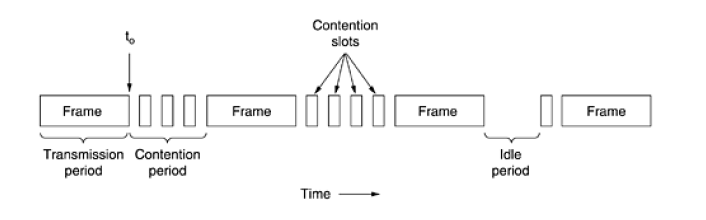 Contention
slots
t₀
Frame
Frame
Frame
Frame
Transmission
period
Contention
period
Idle
period
Time